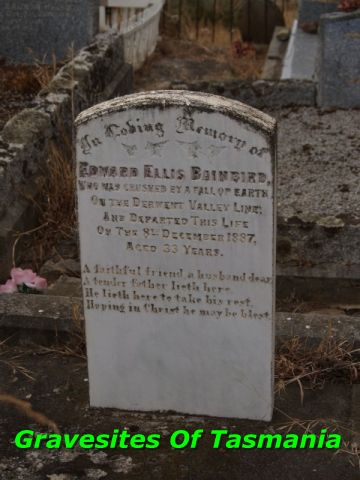 In Loving Memory of
EDWARD ELLIS BAINBIRD,
WHO WAS CRUSHED BY A FALL OF EARTH
ON THE DERWENT VALLEY LINE;
AND DEPARTED THIS LIFE
ON THE 8TH DECEMBER 1887,
AGED 33 YEARS.
A faithful friend, a husband dear,
A tender father lieth here.
He lieth here to take his rest,
Hoping in Christ he may be blest.
Gravesites Of Tasmania